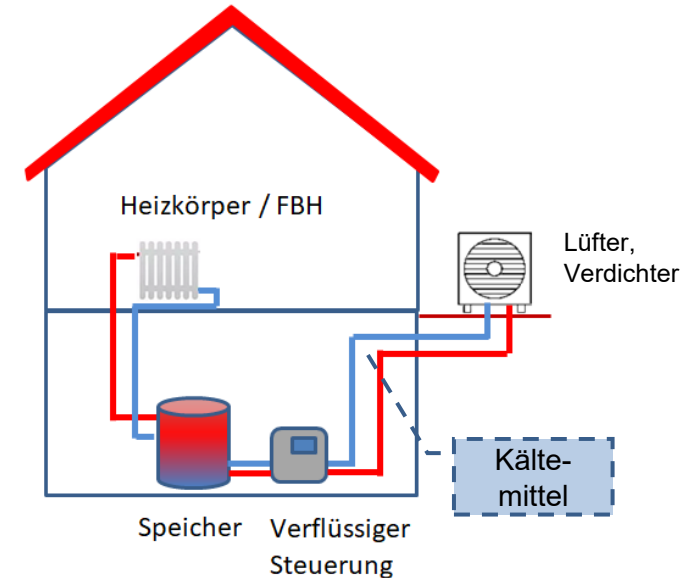 Heizkörper / FBH
Lüfter,
Verdichter
Kälte-
mittel
Speicher
Verflüssiger
Steuerung